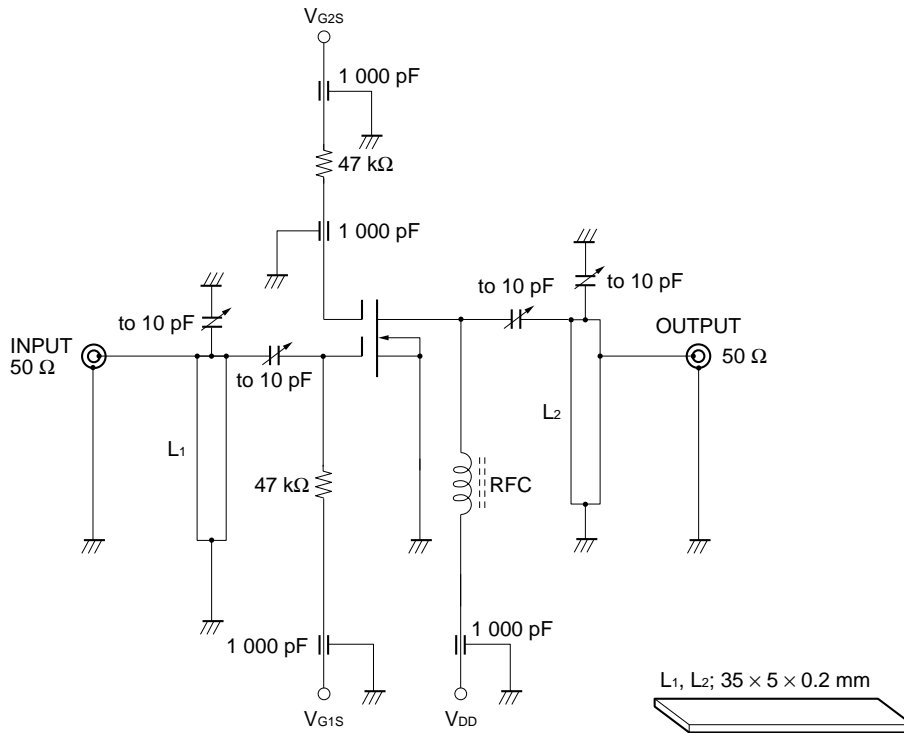 VG2S
1 000 pF
47 kΩ
1 000 pF
to 10 pF
to 10 pF
to 10 pF
INPUT
50 Ω
OUTPUT
50 Ω
to 10 pF
L1
L2
47 kΩ
RFC
1 000 pF
1 000 pF
VG1S
VDD
L1, L2; 35 × 5 × 0.2 mm